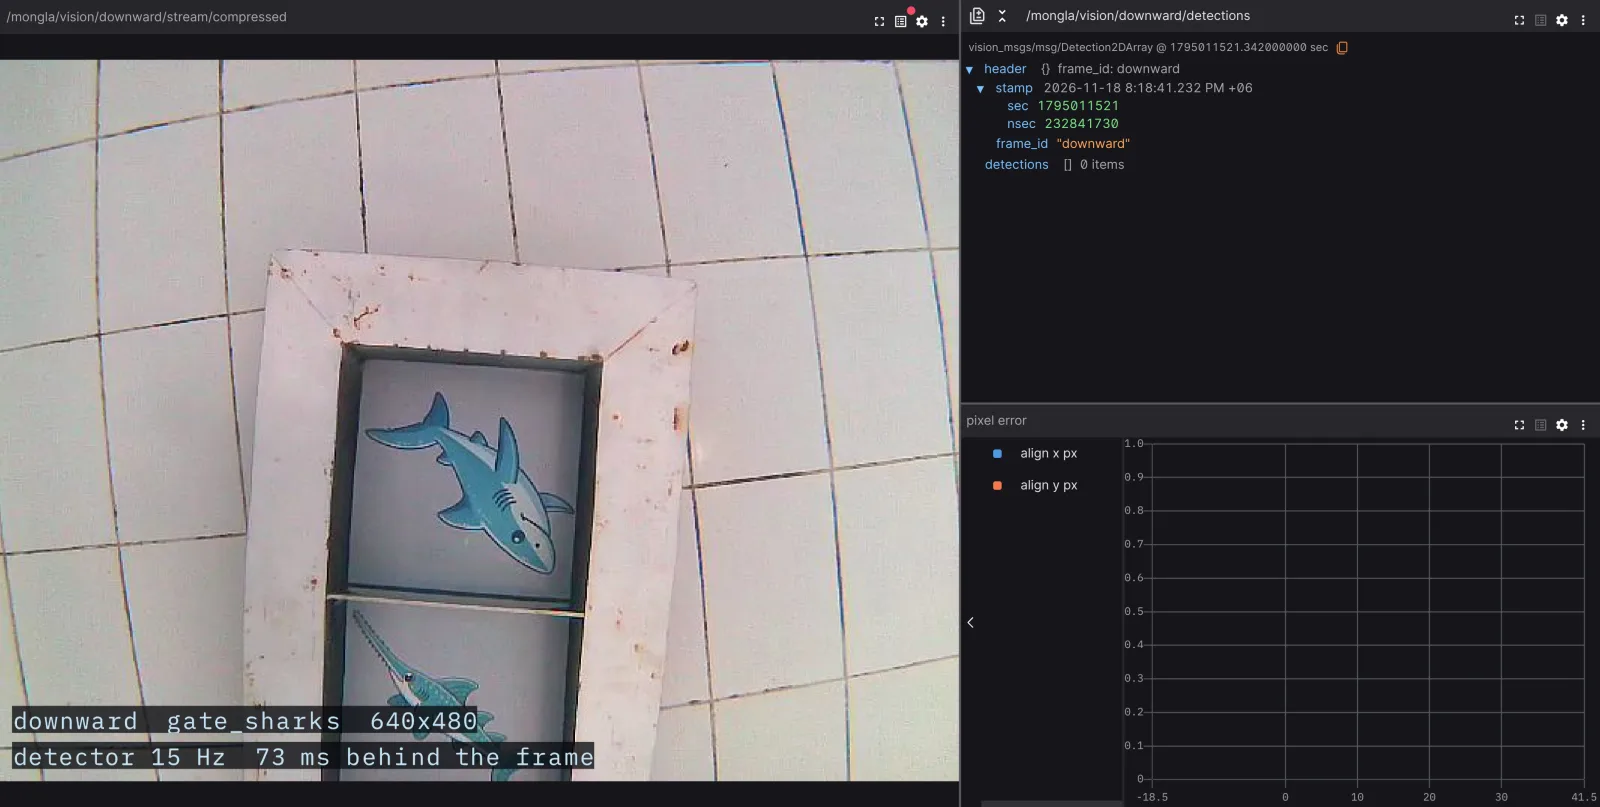 /mongla/vision/downward/stream/compressed
downward gate_sharks 640x480
detector 15 Hz 73 ms behind the frame
/mongla/vision/downward/detections
vision_msgs/msg/Detection2DArray @ 1795011521.342000000 sec
header {} frame_id: downward
stamp 2026-11-18 8:18:41.232 PM +06
sec 1795011521
nsec 232841730
frame_id "downward"
detections [] 0 items
pixel error
align x px
align y px
1.0
0.9
0.8
0.7
0.6
0.5
0.4
0.3
0.2
0.1
0
-18.5 0 10 20 30 41.5